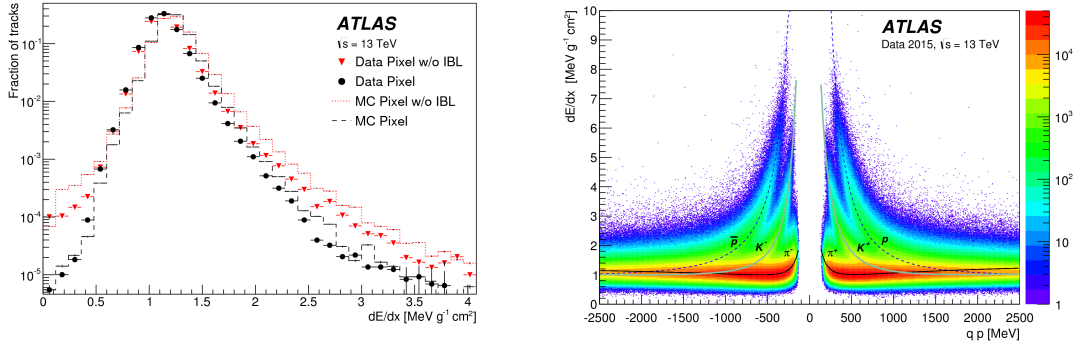 Fraction of tracks
10⁻¹
10⁻²
10⁻³
10⁻⁴
10⁻⁵
ATLAS
√s = 13 TeV
Data Pixel w/o IBL
Data Pixel
MC Pixel w/o IBL
MC Pixel
0 0.5 1 1.5 2 2.5 3 3.5 4
dE/dx [MeV g⁻¹ cm²]
dE/dx [MeV g⁻¹ cm²]
10
9
8
7
6
5
4
3
2
1
0
ATLAS
Data 2015, √s = 13 TeV
p̅ K⁻ π⁻ π⁺ K⁺ p
-2500 -2000 -1500 -1000 -500 0 500 1000 1500 2000 2500
q p [MeV]
10⁴
10³
10²
10
1